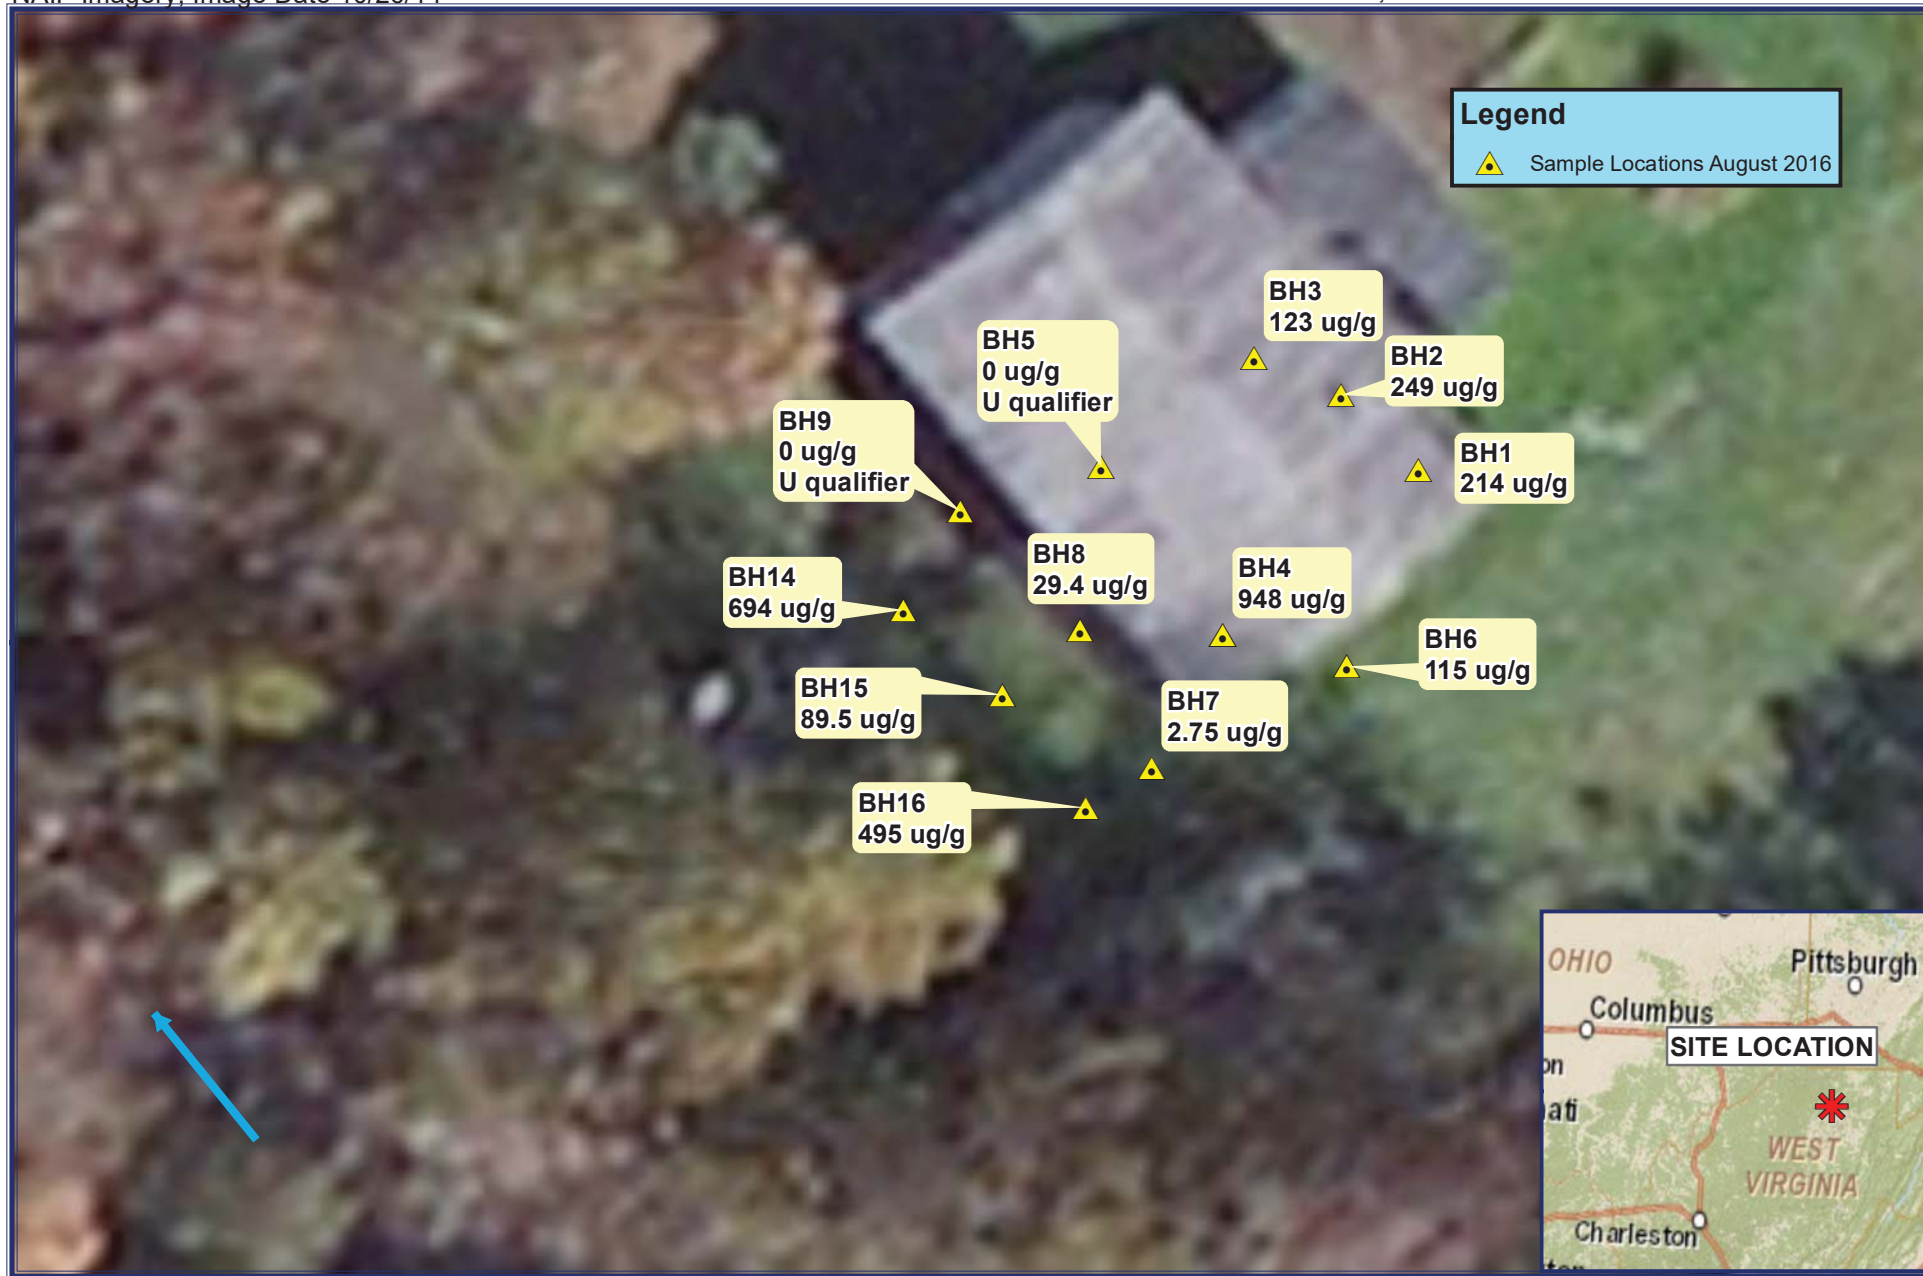 Legend
Sample Locations August 2016
BH3
123 ug/g
BH5
0 ug/g
U qualifier
BH2
249 ug/g
BH9
0 ug/g
U qualifier
BH1
214 ug/g
BH8
29.4 ug/g
BH4
948 ug/g
BH14
694 ug/g
BH6
115 ug/g
BH15
89.5 ug/g
BH7
2.75 ug/g
BH16
495 ug/g
OHIO
Pittsburgh
Columbus
SITE LOCATION
WEST
VIRGINIA
Charleston